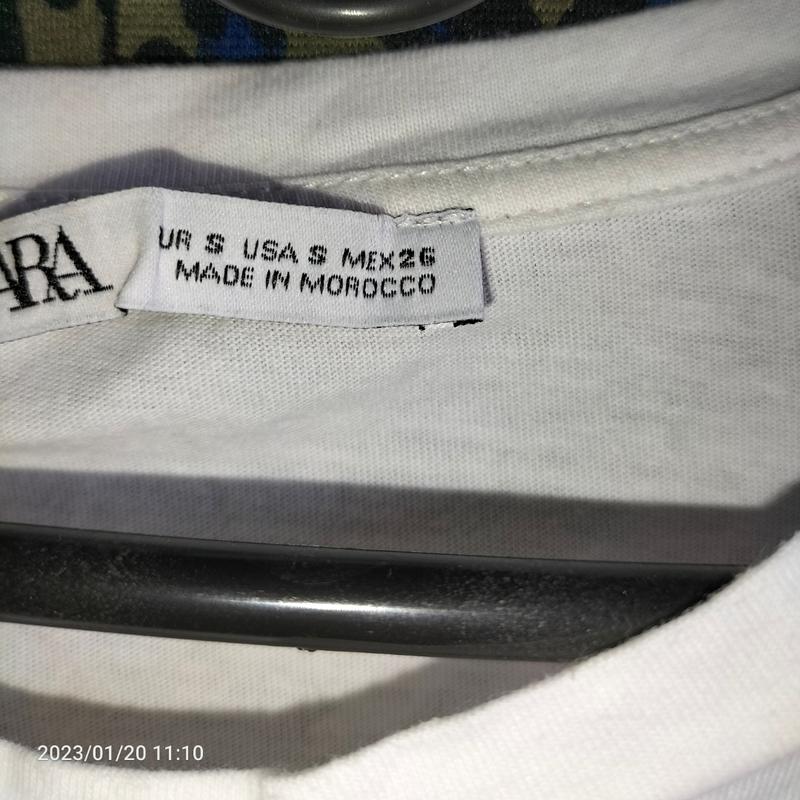 ARA
UR S USA S MEX26
MADE IN MOROCCO
2023/01/20 11:10